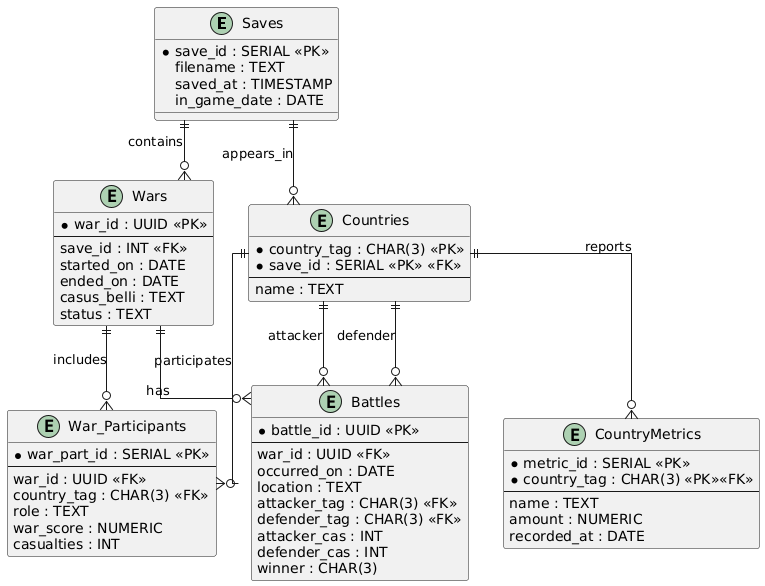 E Saves
save_id : SERIAL «PK»
filename : TEXT
saved_at : TIMESTAMP
in_game_date : DATE
contains
appears_in
E Wars
war_id : UUID «PK»
save_id : INT «FK»
started_on : DATE
ended_on : DATE
casus_belli : TEXT
status : TEXT
E Countries
country_tag : CHAR(3) «PK»
save_id : SERIAL «PK» «FK»
name : TEXT
reports
attacker
defender
includes
participates
has
E War_Participants
war_part_id : SERIAL «PK»
war_id : UUID «FK»
country_tag : CHAR(3) «FK»
role : TEXT
war_score : NUMERIC
casualties : INT
E Battles
battle_id : UUID «PK»
war_id : UUID «FK»
occurred_on : DATE
location : TEXT
attacker_tag : CHAR(3) «FK»
defender_tag : CHAR(3) «FK»
attacker_cas : INT
defender_cas : INT
winner : CHAR(3)
E CountryMetrics
metric_id : SERIAL «PK»
country_tag : CHAR(3) «PK»«FK»
name : TEXT
amount : NUMERIC
recorded_at : DATE